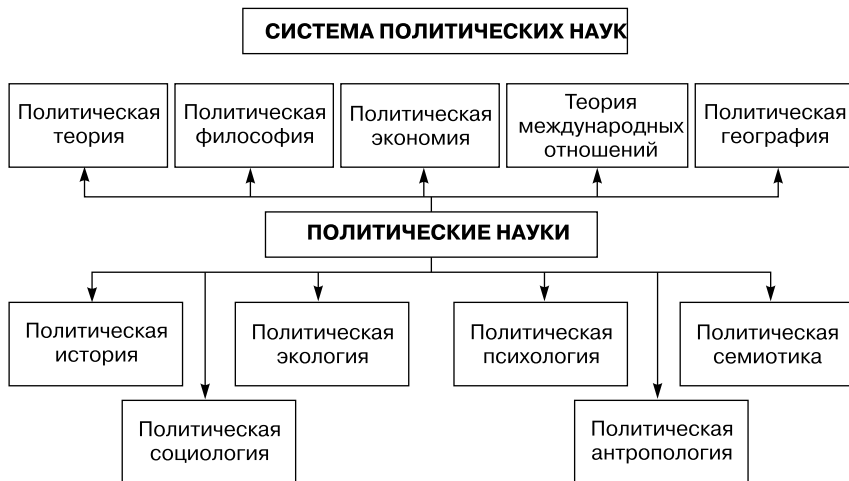 СИСТЕМА ПОЛИТИЧЕСКИХ НАУК
Политическая
теория
Политическая
философия
Политическая
экономия
Теория
международных
отношений
Политическая
география
ПОЛИТИЧЕСКИЕ НАУКИ
Политическая
история
Политическая
экология
Политическая
психология
Политическая
семиотика
Политическая
социология
Политическая
антропология